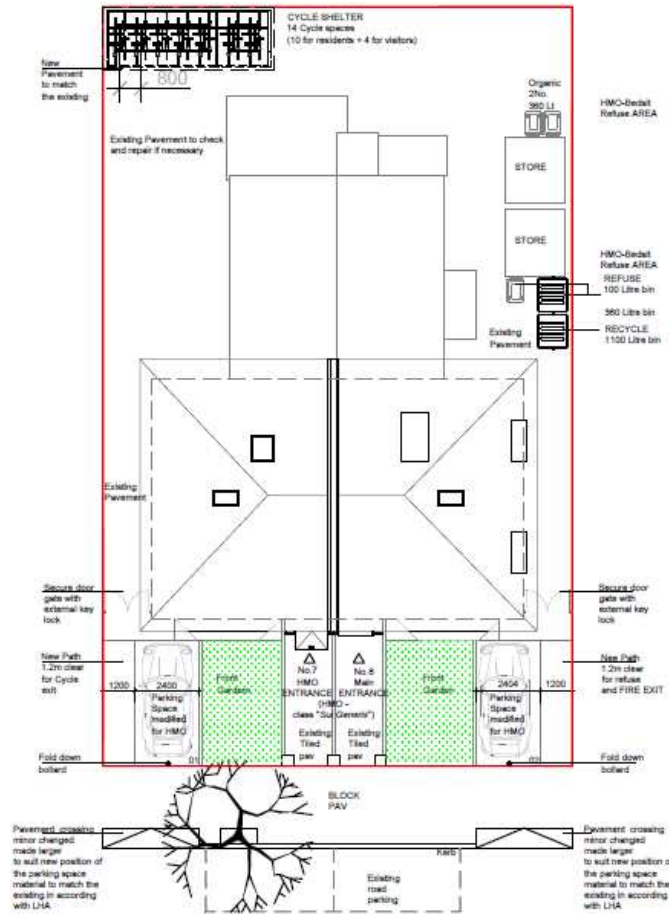 CYCLE SHELTER
14 Cycle spaces
(10 for residents + 4 for visitors)
New
Pavement
to match
the existing
800
Existing Pavement to check
and repair if necessary
Organic
2No.
360 Lt
HMO-Bedsit
Refuse AREA
STORE
STORE
HMO-Bedsit
Refuse AREA
REFUSE
100 Litre bin
360 Litre bin
RECYCLE
1100 Litre bin
Existing
Pavement
Existing
Pavement
Secure door
gate with
external key
lock
Secure door
gate with
external key
lock
New Path
1.2m clear
for Cycle
exit
1200
2400
Parking
Space
modified
for HMO
01
Front
Garden
No.7
HMO
ENTRANCE
No.8
Main
ENTRANCE
(HMO -
class "Sui Generis")
Existing
Tiled
pav
Existing
Tiled
pav
Front
Garden
2404
1200
Parking
Space
modified
for HMO
02
New Path
1.2m clear
for refuse
and FIRE EXIT
Fold down
bollard
Fold down
bollard
BLOCK
PAV
Pavement crossing
minor changed
made larger
to suit new position of
the parking space
material to match the
existing in according
with LHA
Kerb
Existing
road
parking
Pavement crossing
minor changed
made larger
to suit new position of
the parking space
material to match the
existing in according
with LHA